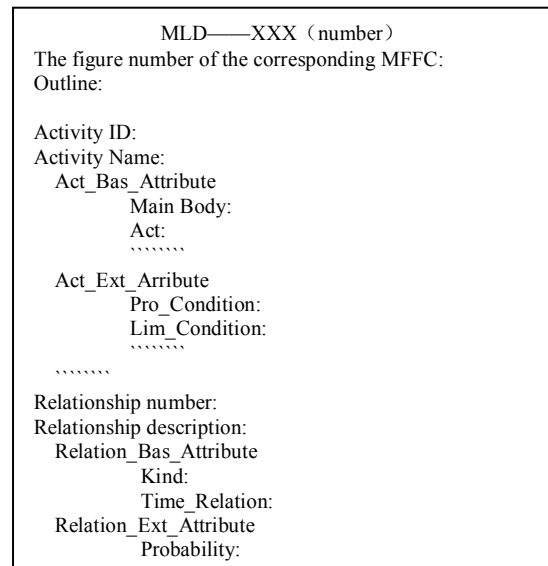 MLD——XXX（number）
The figure number of the corresponding MFFC:
Outline:
Activity ID:
Activity Name:
Act_Bas_Attribute
Main Body:
Act:
````````
Act_Ext_Arribute
Pro_Condition:
Lim_Condition:
````````
````````
Relationship number:
Relationship description:
Relation_Bas_Attribute
Kind:
Time_Relation:
Relation_Ext_Attribute
Probability: